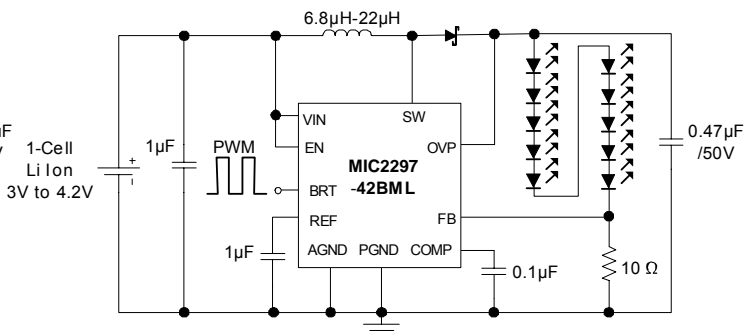 6.8µH-22µH
VIN
SW
EN
OVP
MIC2297
-42BML
BRT
REF
FB
AGND PGND COMP
1-Cell
Li Ion
3V to 4.2V
+
-
1µF
PWM
1µF
0.1µF
10 Ω
0.47µF
/50V